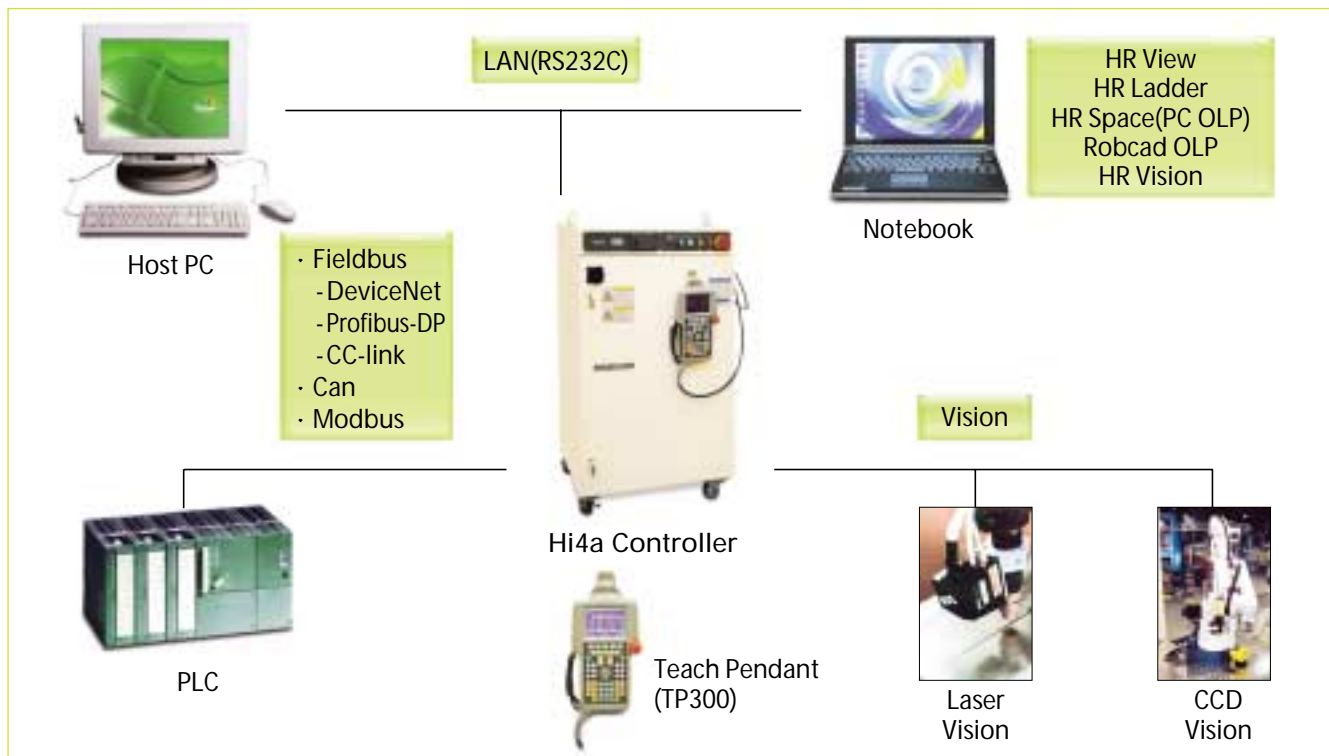 LAN(RS232C)
HR View
HR Ladder
HR Space(PC OLP)
Robcad OLP
HR Vision
Host PC
Notebook
· Fieldbus
-DeviceNet
-Profibus-DP
-CC-link
· Can
· Modbus
Vision
Hi4a Controller
PLC
Teach Pendant
(TP300)
Laser
Vision
CCD
Vision